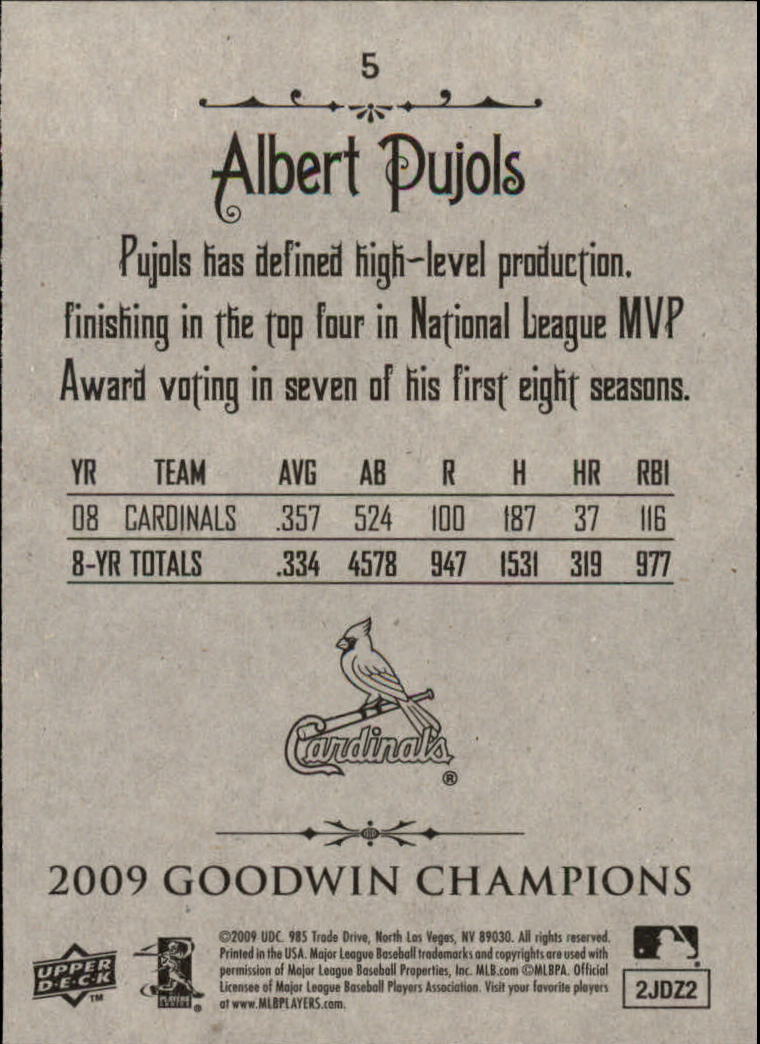 5
Albert Pujols
Pujols has defined high-level production,
finishing in the top four in National League MVP
Award voting in seven of his first eight seasons.
YR TEAM AVG AB R H HR RBI
08 CARDINALS .357 524 100 187 37 116
8-YR TOTALS .334 4578 947 1531 319 977
Cardinals
®
2009 GOODWIN CHAMPIONS
©2009 UDC. 985 Trade Drive, North Las Vegas, NV 89030. All rights reserved.
Printed in the USA. Major League Baseball trademarks and copyrights are used with
permission of Major League Baseball Properties, Inc. MLB.com ©MLBPA. Official
Licensee of Major League Baseball Players Association. Visit your favorite players
at www.MLBPLAYERS.com.
UPPER
D·E·C·K
TM
PLAYERS
CHOICE
®
2JDZ2